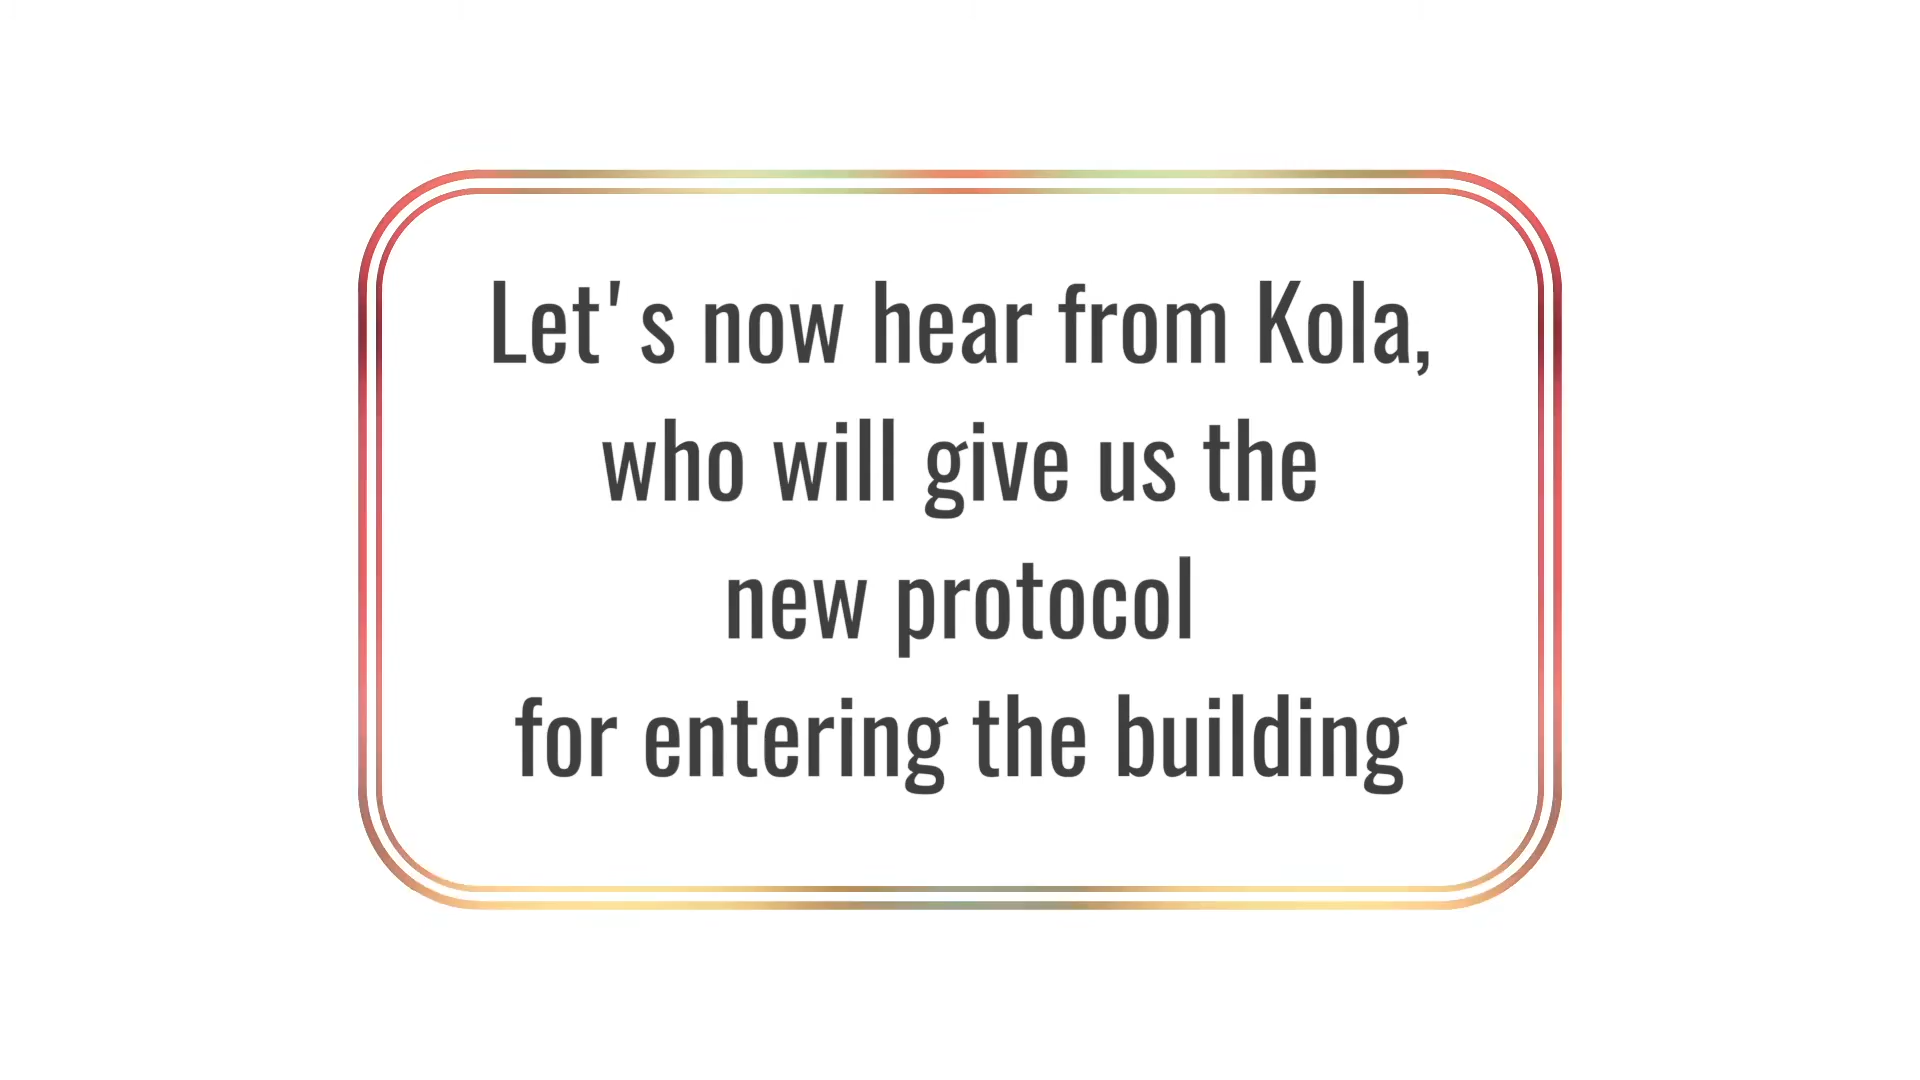 Let's now hear from Kola,
who will give us the
new protocol
for entering the building